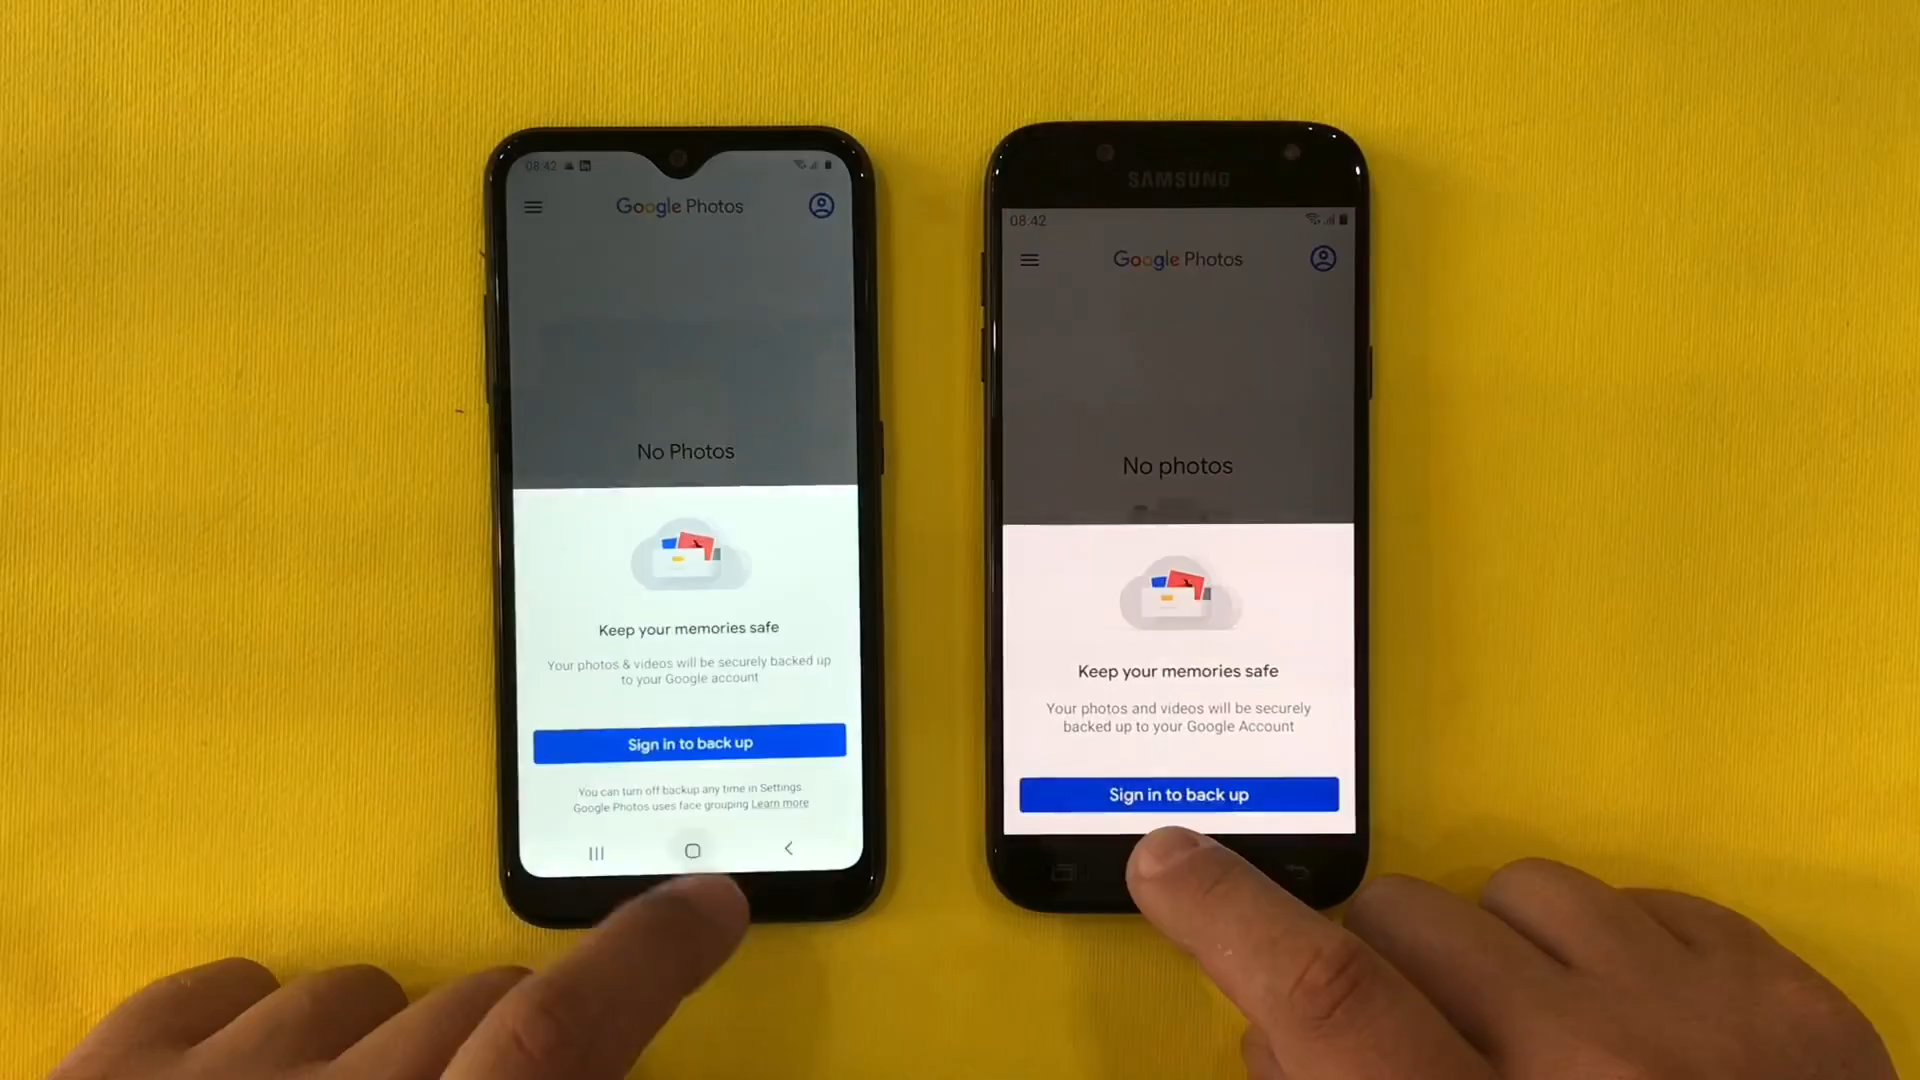 08:42
Google Photos
No Photos
Keep your memories safe
Your photos & videos will be securely backed up
to your Google account
Sign in to back up
You can turn off backup any time in Settings
Google Photos uses face grouping Learn more
SAMSUNG
08:42
Google Photos
No photos
Keep your memories safe
Your photos and videos will be securely
backed up to your Google Account
Sign in to back up